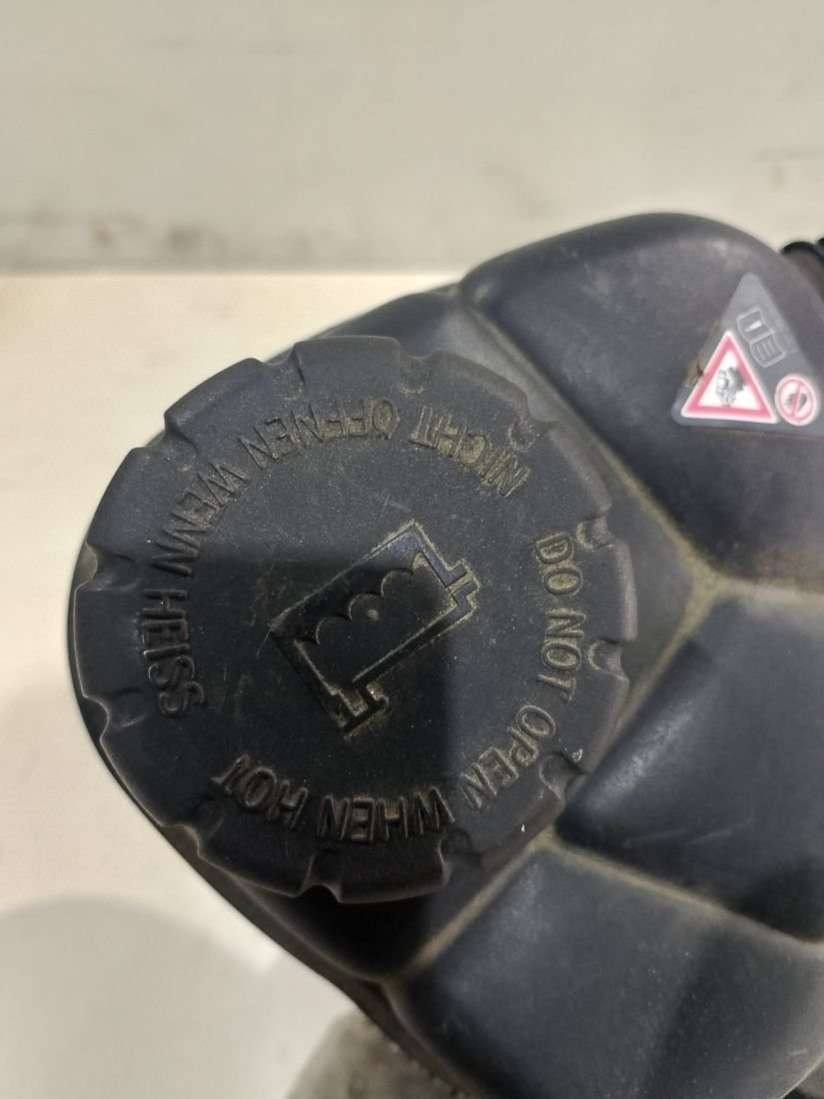 NICHT ÖFFNEN WENN HEISS
DO NOT OPEN WHEN HOT